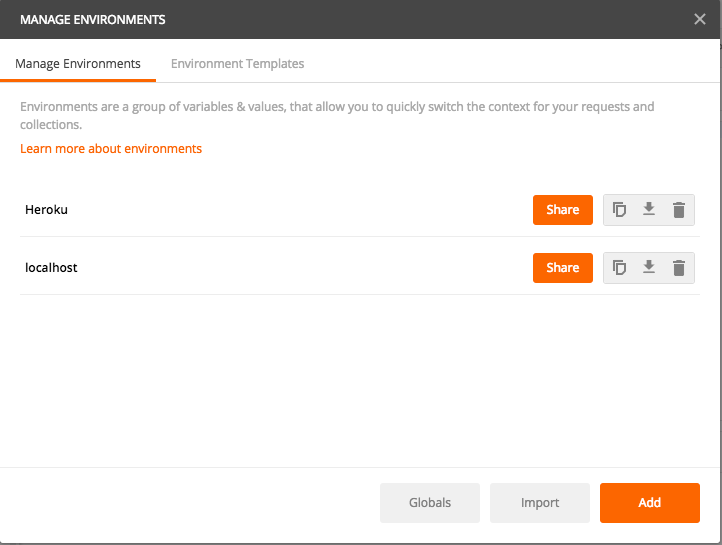 MANAGE ENVIRONMENTS
Manage Environments Environment Templates
Environments are a group of variables & values, that allow you to quickly switch the context for your requests and
collections.
Learn more about environments
Heroku Share
localhost Share
Globals Import Add